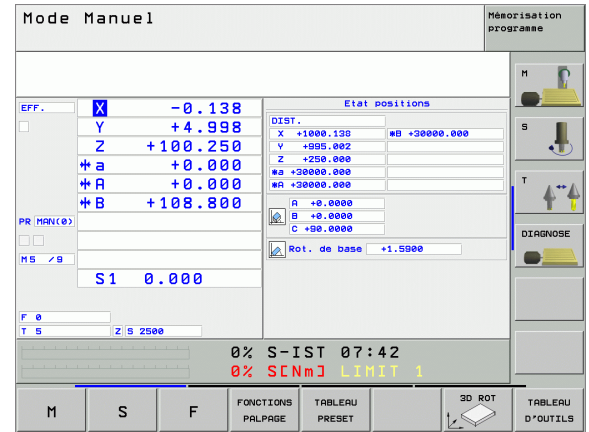 Mode Manuel
Mémorisation
programme
EFF.
X -0.138
Y +4.998
Z +100.250
a +0.000
A +0.000
B +108.800
PR MAN(0)
M5 /9
S1 0.000
F 0
T 5 Z S 2500
Etat positions
DIST.
X +1000.138 *B +30000.000
Y +995.002
Z +250.000
*a +30000.000
*A +30000.000
A +0.0000
B +0.0000
C +90.0000
Rot. de base +1.5900
M
S
T
DIAGNOSE
0% S-IST 07:42
0% S[Nm] LIMIT 1
M
S
F
FONCTIONS
PALPAGE
TABLEAU
PRESET
3D ROT
TABLEAU
D'OUTILS